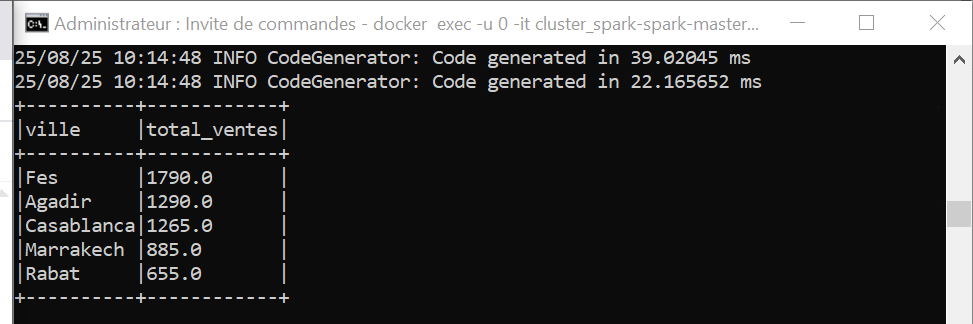 Administrateur : Invite de commandes - docker  exec -u 0 -it cluster_spark-spark-master...
25/08/25 10:14:48 INFO CodeGenerator: Code generated in 39.02045 ms
25/08/25 10:14:48 INFO CodeGenerator: Code generated in 22.165652 ms
+----------+------------+
|ville     |total_ventes|
+----------+------------+
|Fes       |1790.0      |
|Agadir    |1290.0      |
|Casablanca|1265.0      |
|Marrakech |885.0       |
|Rabat     |655.0       |
+----------+------------+